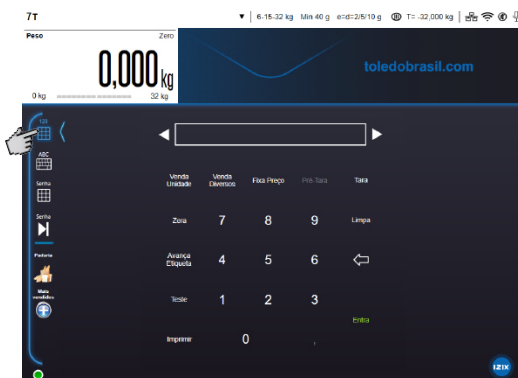 7T
6-15-32 kg Min 40 g e=d=2/5/10 g T= -32,000 kg
Peso Zero
0,000 kg
0 kg 32 kg
toledobrasil.com
123
ABC
Senha
Senha
Padaria
Mais
vendidos
Venda
Unidade
Venda
Diversos
Fixa Preço
Pré-Tara
Tara
Zera 7 8 9 Limpa
Avança
Etiqueta
4 5 6
Teste 1 2 3
Entra
Imprimir 0 ,
IZIX